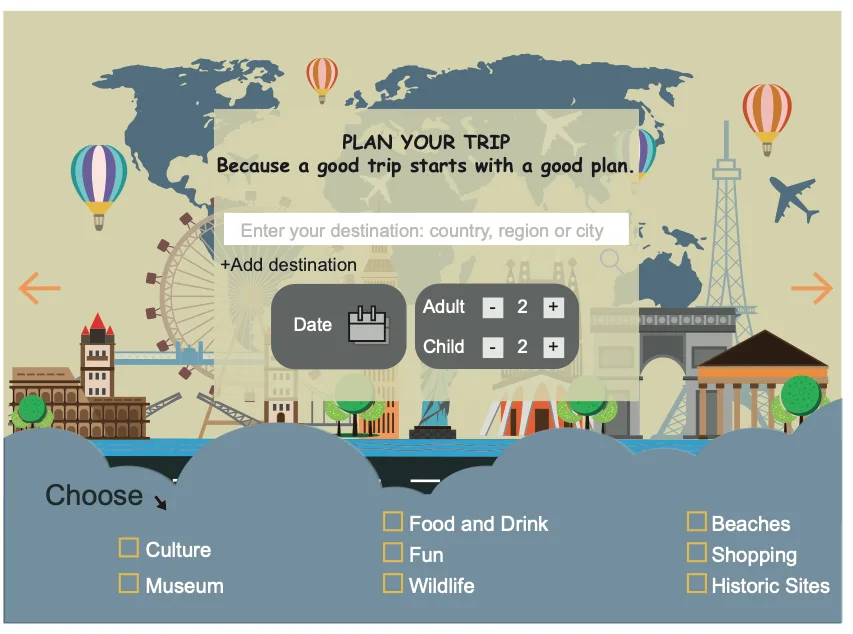 PLAN YOUR TRIP
Because a good trip starts with a good plan.
Enter your destination: country, region or city
+Add destination
Date
Adult - 2 +
Child - 2 +
Choose
Culture
Museum
Food and Drink
Fun
Wildlife
Beaches
Shopping
Historic Sites